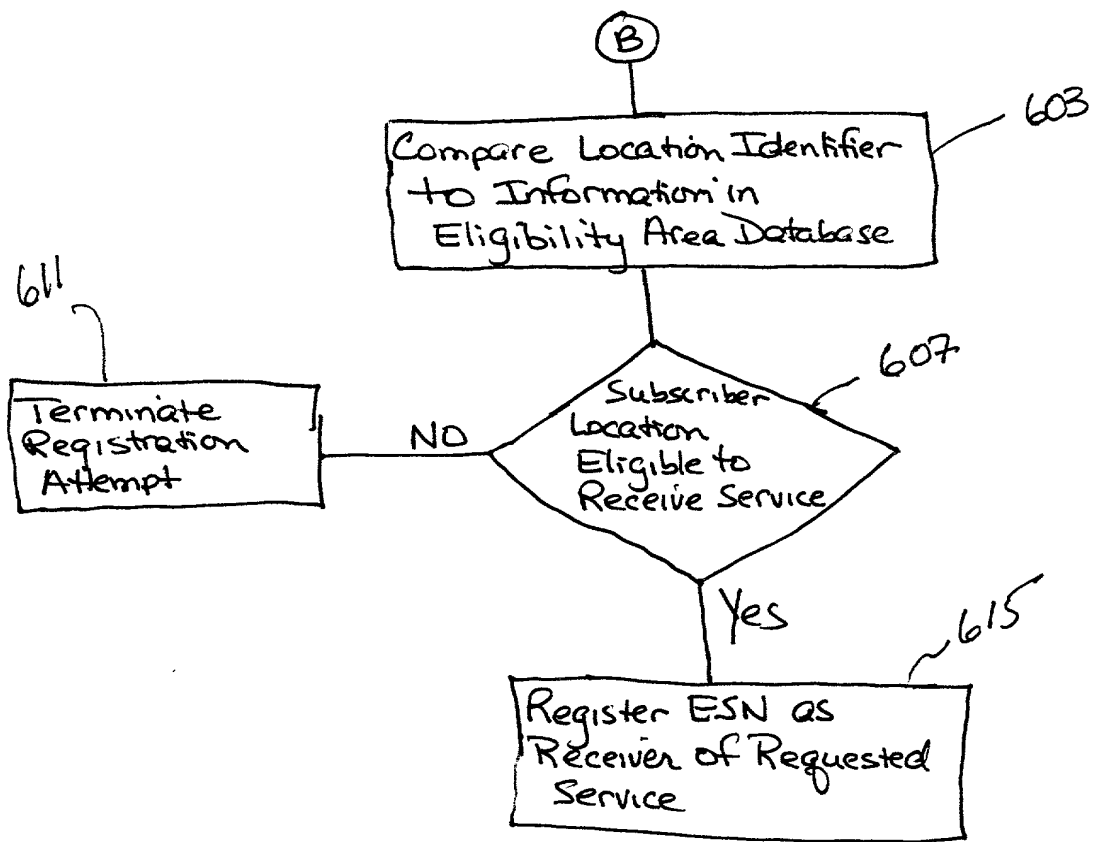 B
603
Compare Location Identifier
to Information in
Eligibility Area Database
611
607
Terminate
Registration
Attempt
NO
Subscriber
Location
Eligible to
Receive Service
Yes
615
Register ESN as
Receiver of Requested
Service